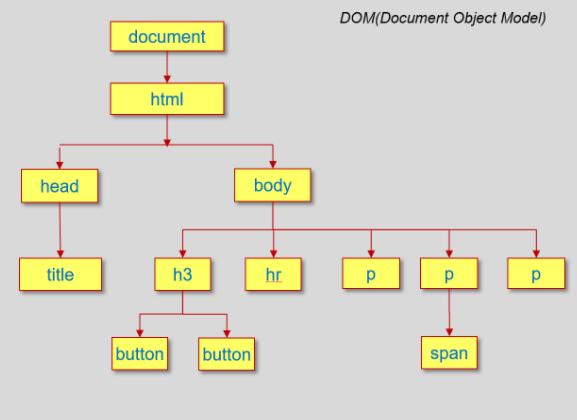 DOM(Document Object Model)
document
html
head
body
title
h3
hr
p
p
p
button
button
span